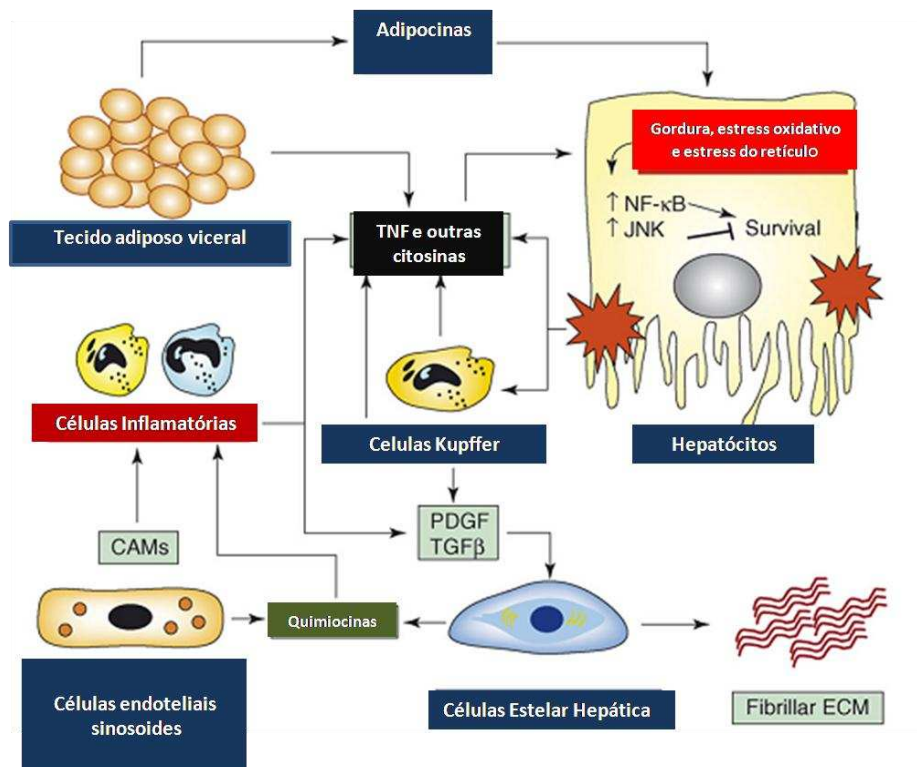 Adipocinas
Gordura, estress oxidativo
e estress do retículo
↑ NF-κB
↑ JNK
Survival
Tecido adiposo viceral
TNF e outras
citosinas
Células Inflamatórias
Celulas Kupffer
Hepatócitos
CAMs
PDGF
TGFβ
Quimiocinas
Células endoteliais
sinosoides
Células Estelar Hepática
Fibrillar ECM